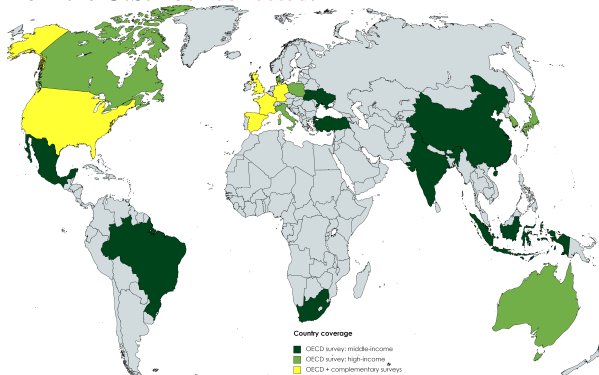 Country coverage
OECD survey: middle-income
OECD survey: high-income
OECD + complementary surveys